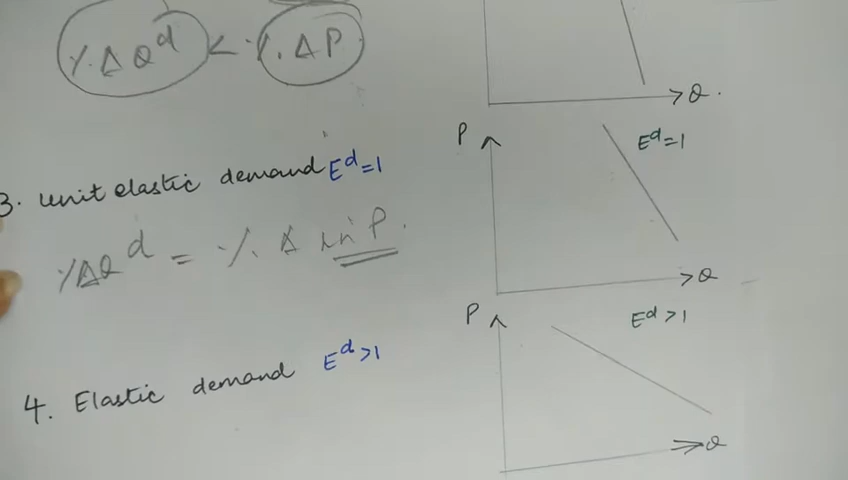 %ΔQᵈ < %.ΔP
Q.
P
Eᵈ=1
3. Unit elastic demand Eᵈ=1
%ΔQᵈ = %. Δ in P.
Q
P
Eᵈ>1
4. Elastic demand Eᵈ>1
Q